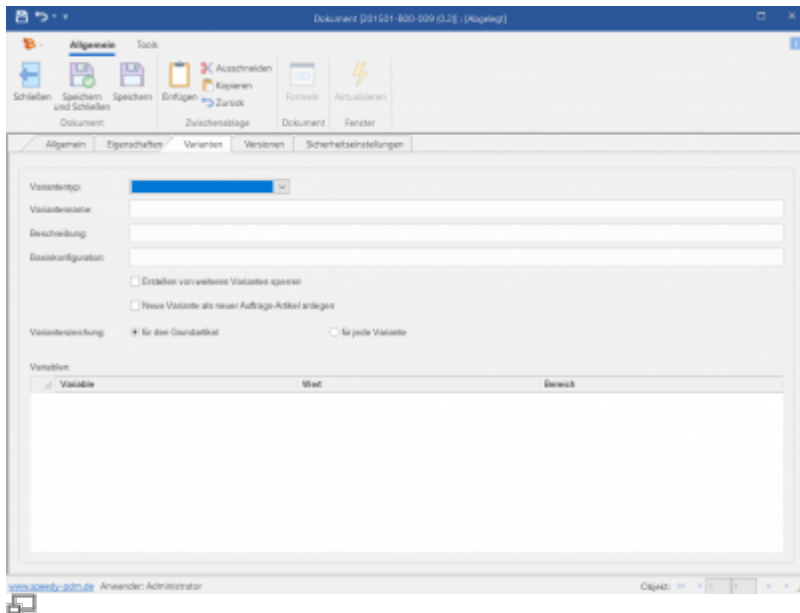 Dokument [201501-B00-009 (0.2)] : [Abgelegt]
Allgemein Tools
Schließen Speichern und Schließen Speichern Einfügen Ausschneiden Kopieren Zurück Formeln Aktualisieren
Dokument Zwischenablage Dokument Fenster
Allgemein Eigenschaften Varianten Versionen Sicherheitseinstellungen
Variantentyp:
Variantenname:
Beschreibung:
Basiskonfiguration:
Erstellen von weiteren Varianten sperren
Neue Variante als neuer Auftrags-Artikel anlegen
Variantenzeichnung: für den Grundartikel für jede Variante
Variablen:
Variable Wert Bereich
www.speedy-pdm.de Anwender: Administrator Objekt: 1 1